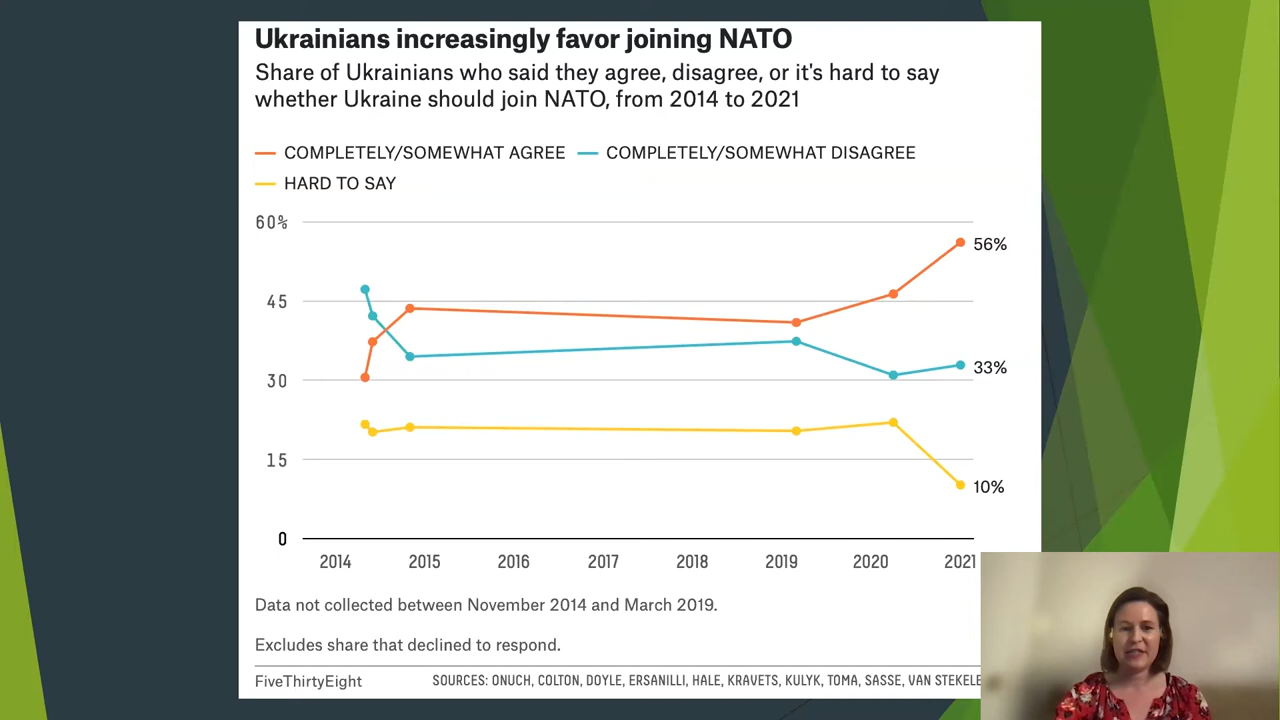 Ukrainians increasingly favor joining NATO
Share of Ukrainians who said they agree, disagree, or it's hard to say
whether Ukraine should join NATO, from 2014 to 2021
COMPLETELY/SOMEWHAT AGREE COMPLETELY/SOMEWHAT DISAGREE
HARD TO SAY
60%
56%
45
33%
30
15
10%
0
2014 2015 2016 2017 2018 2019 2020 2021
Data not collected between November 2014 and March 2019.
Excludes share that declined to respond.
FiveThirtyEight SOURCES: ONUCH, COLTON, DOYLE, ERSANILLI, HALE, KRAVETS, KULYK, TOMA, SASSE, VAN STEKELE